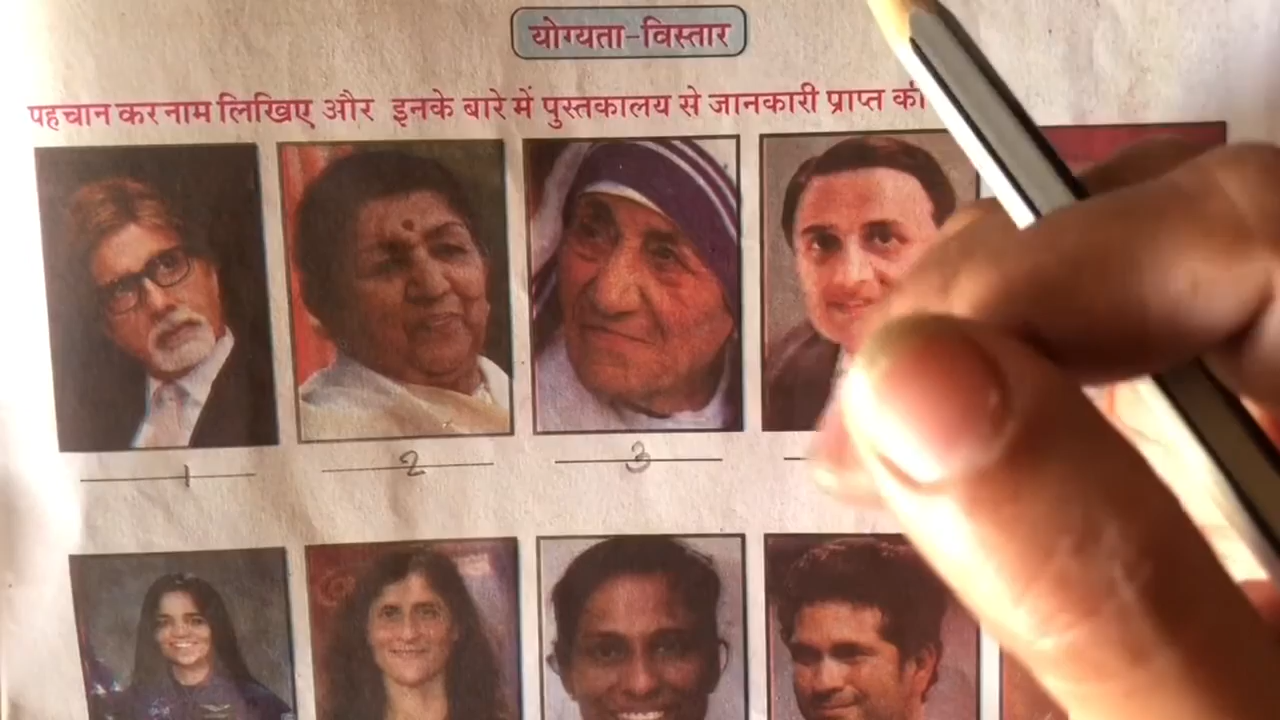 योग्यता-विस्तार
पहचान कर नाम लिखिए और इनके बारे में पुस्तकालय से जानकारी प्राप्त
1 2 3